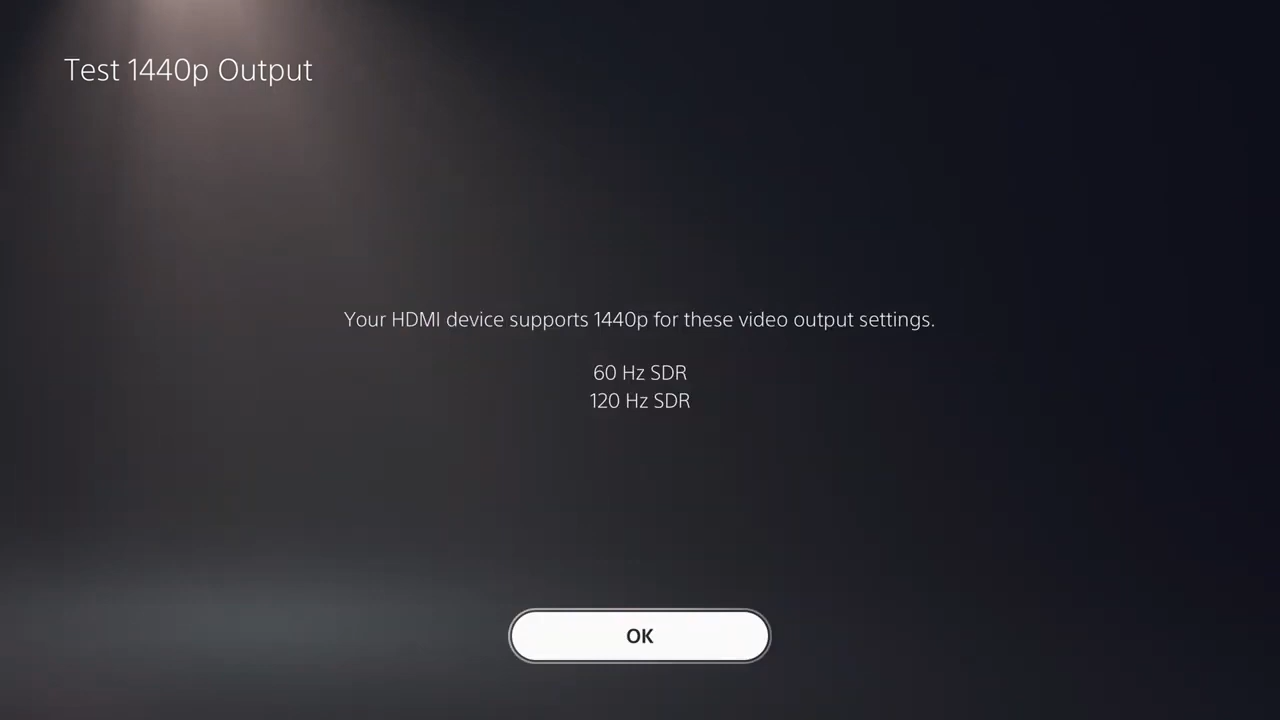 Test 1440p Output
Your HDMI device supports 1440p for these video output settings.
60 Hz SDR
120 Hz SDR
OK